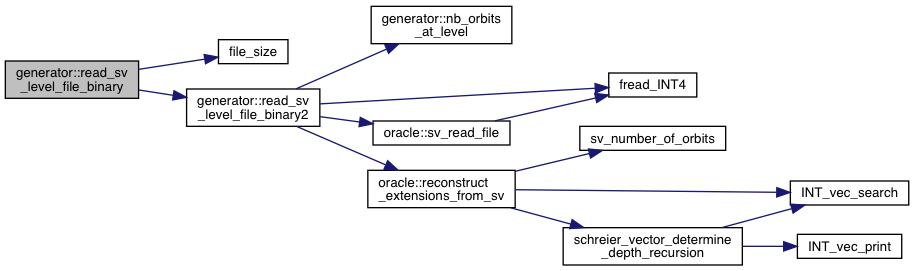 generator::read_sv
_level_file_binary
file_size
generator::read_sv
_level_file_binary2
generator::nb_orbits
_at_level
fread_INT4
oracle::sv_read_file
oracle::reconstruct
_extensions_from_sv
sv_number_of_orbits
INT_vec_search
schreier_vector_determine
_depth_recursion
INT_vec_print